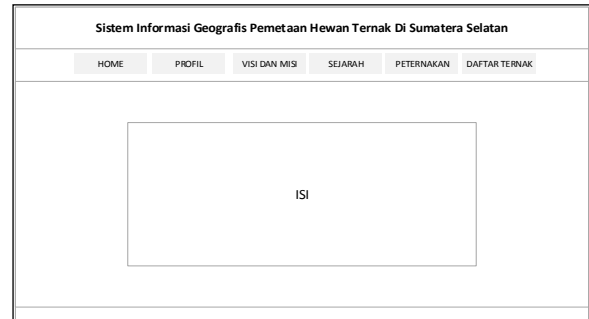 Sistem Informasi Geografis Pemetaan Hewan Ternak Di Sumatera Selatan
HOME PROFIL VISI DAN MISI SEJARAH PETERNAKAN DAFTAR TERNAK
ISI